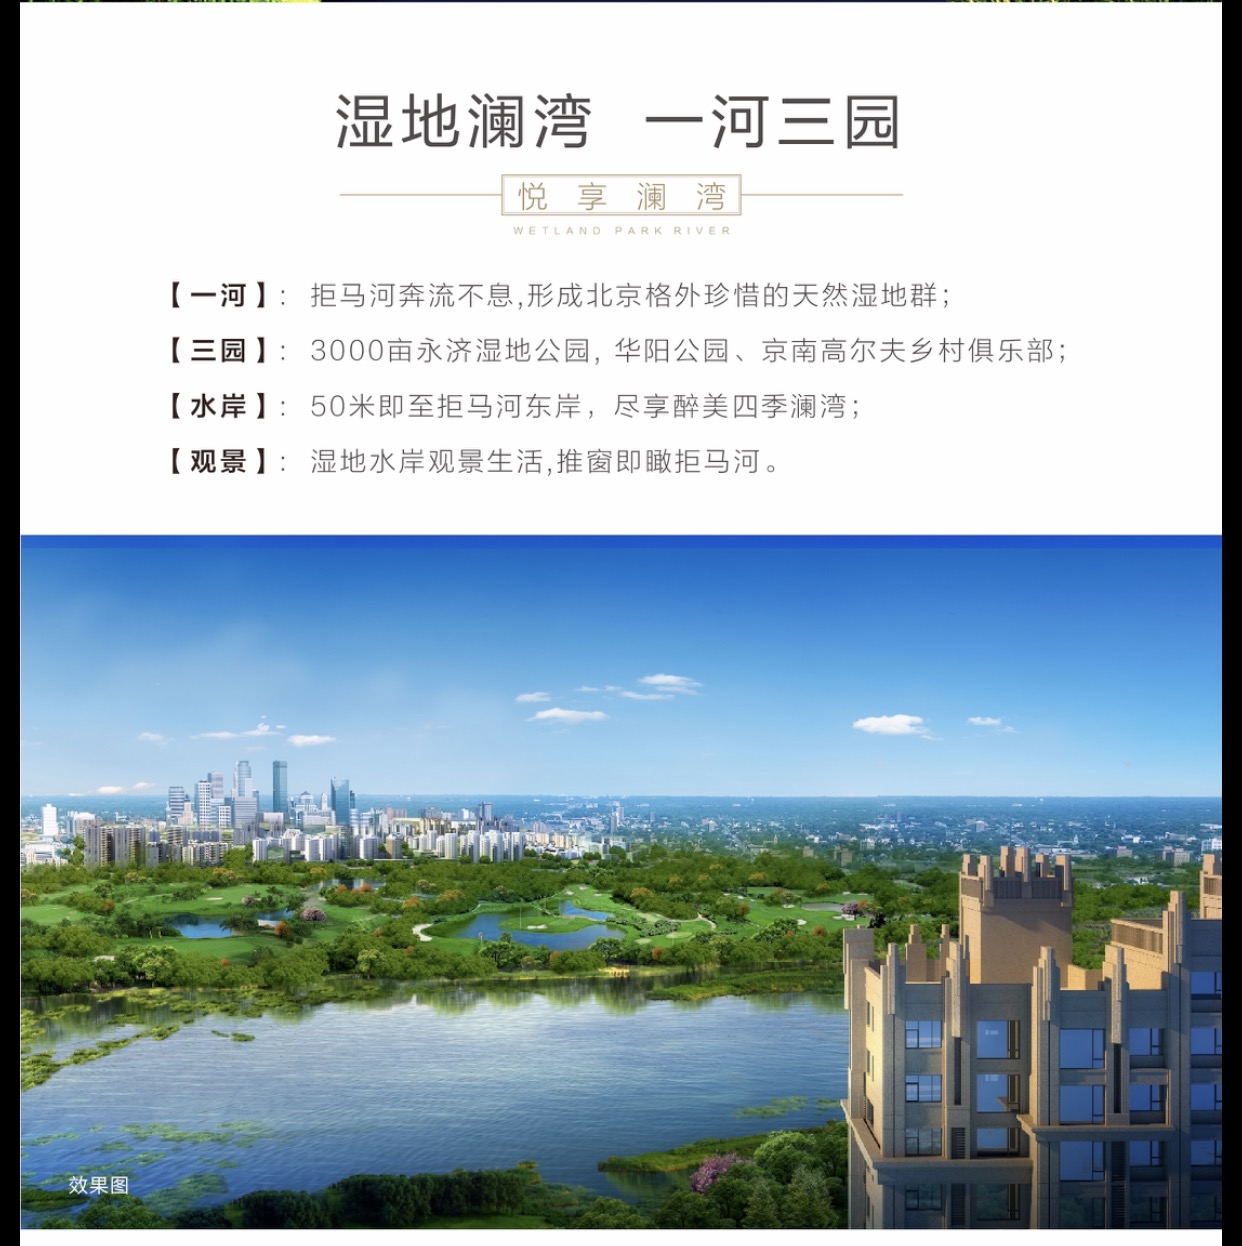 湿地澜湾 一河三园
悦享澜湾
WETLAND PARK RIVER
【一河】: 拒马河奔流不息,形成北京格外珍惜的天然湿地群;
【三园】: 3000亩永济湿地公园, 华阳公园、京南高尔夫乡村俱乐部;
【水岸】: 50米即至拒马河东岸，尽享醉美四季澜湾;
【观景】: 湿地水岸观景生活,推窗即瞰拒马河。
效果图